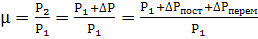 μ = P₂/P₁ = (P₁+ΔP)/P₁ = (P₁+ΔPпост+ΔPперем)/P₁